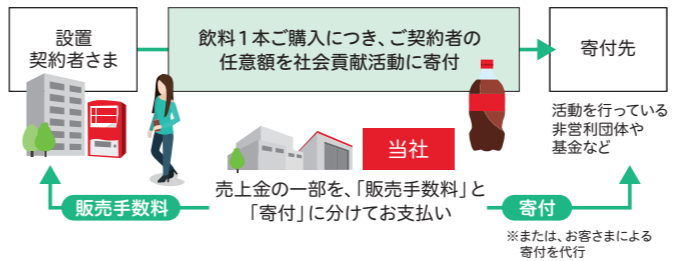 設置
契約者さま
飲料1本ご購入につき、ご契約者の
任意額を社会貢献活動に寄付
寄付先
活動を行っている
非営利団体や
基金など
当社
売上金の一部を、「販売手数料」と
「寄付」に分けてお支払い
販売手数料
寄付
※または、お客さまによる
寄付を代行